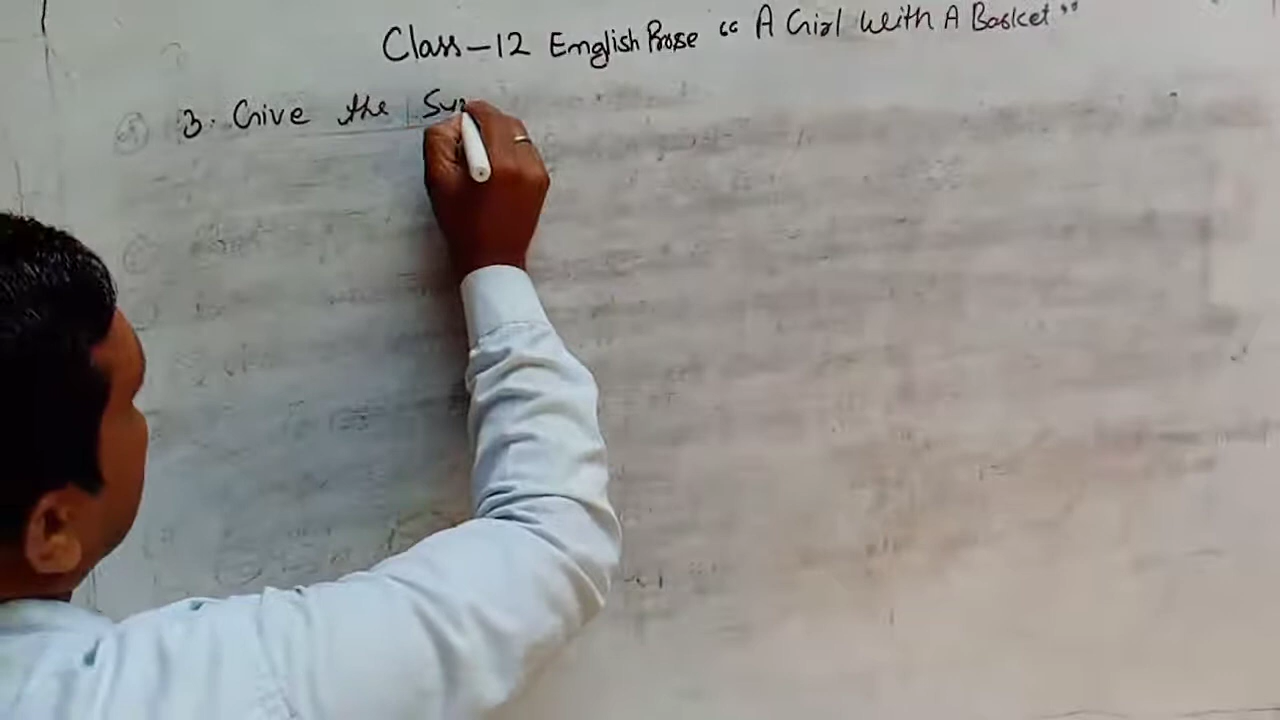 Class-12 English Prose “A Girl With A Basket”
3. Give the